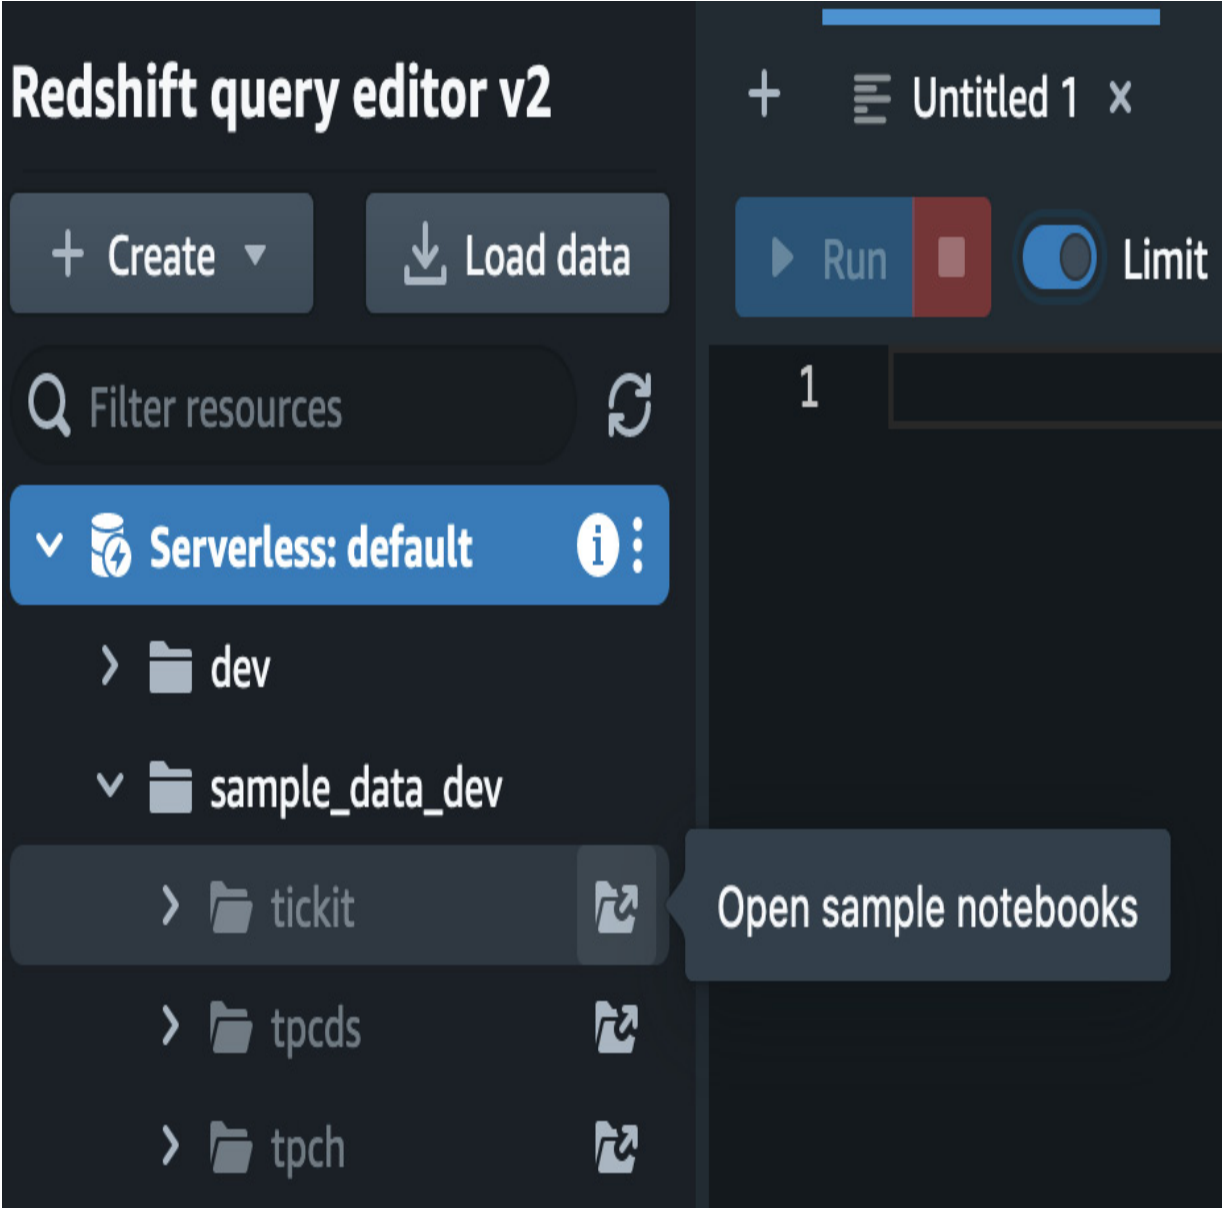 Redshift query editor v2
+ Create
Load data
Filter resources
Serverless: default
dev
sample_data_dev
tickit
tpcds
tpch
+ Untitled 1 x
Run
Limit
1
Open sample notebooks